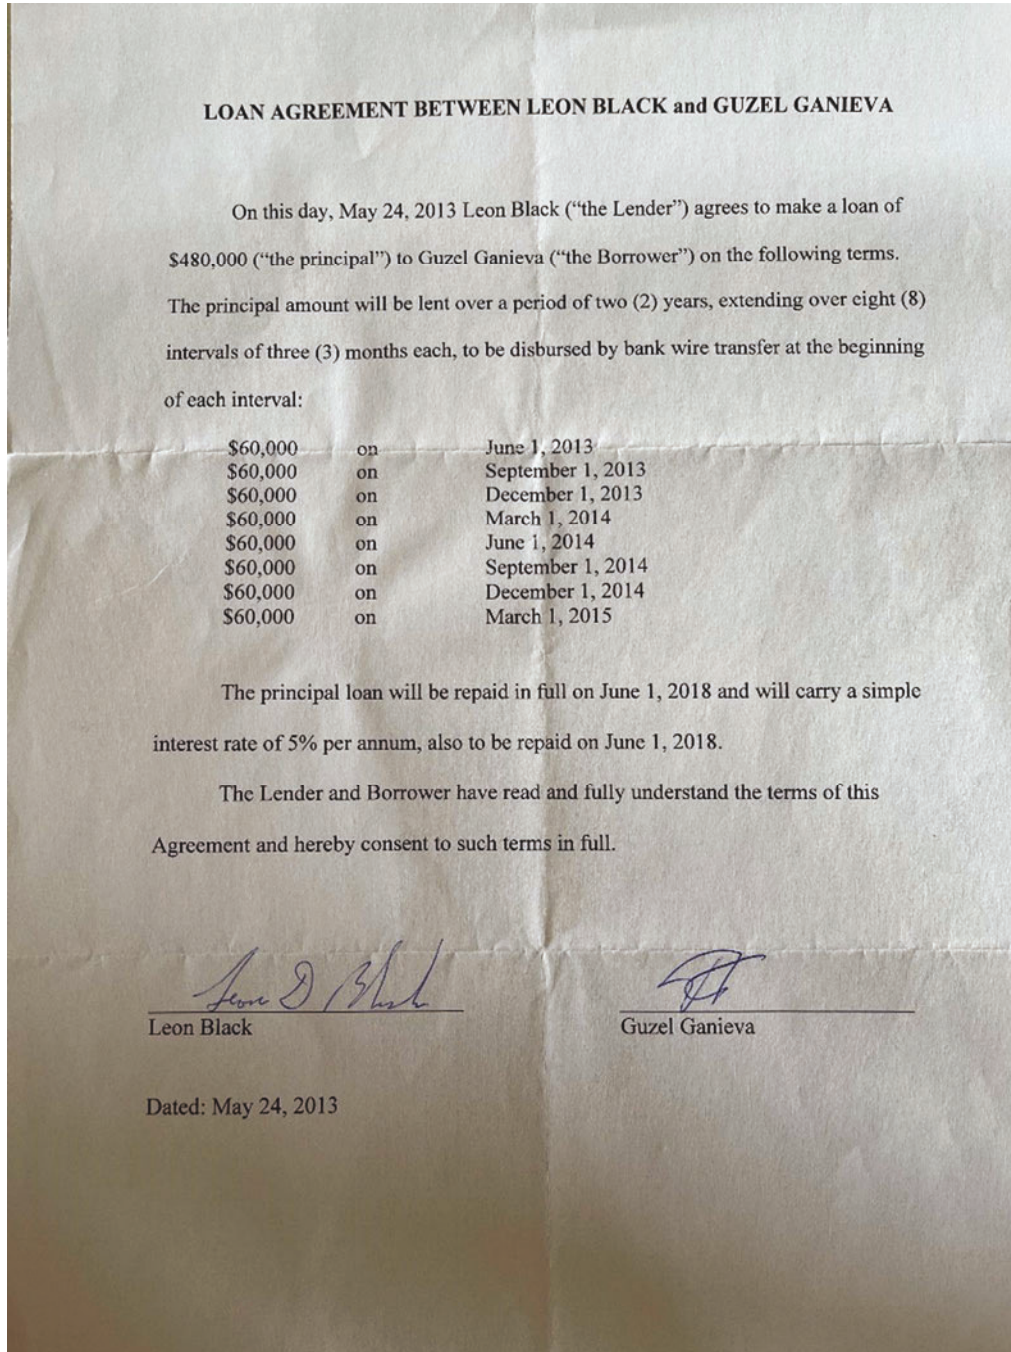 LOAN AGREEMENT BETWEEN LEON BLACK and GUZEL GANIEVA
On this day, May 24, 2013 Leon Black (“the Lender”) agrees to make a loan of
$480,000 (“the principal”) to Guzel Ganieva (“the Borrower”) on the following terms.
The principal amount will be lent over a period of two (2) years, extending over eight (8)
intervals of three (3) months each, to be disbursed by bank wire transfer at the beginning
of each interval:
$60,000 on June 1, 2013
$60,000 on September 1, 2013
$60,000 on December 1, 2013
$60,000 on March 1, 2014
$60,000 on June 1, 2014
$60,000 on September 1, 2014
$60,000 on December 1, 2014
$60,000 on March 1, 2015
The principal loan will be repaid in full on June 1, 2018 and will carry a simple
interest rate of 5% per annum, also to be repaid on June 1, 2018.
The Lender and Borrower have read and fully understand the terms of this
Agreement and hereby consent to such terms in full.
Leon D Black
Leon Black Guzel Ganieva
Dated: May 24, 2013